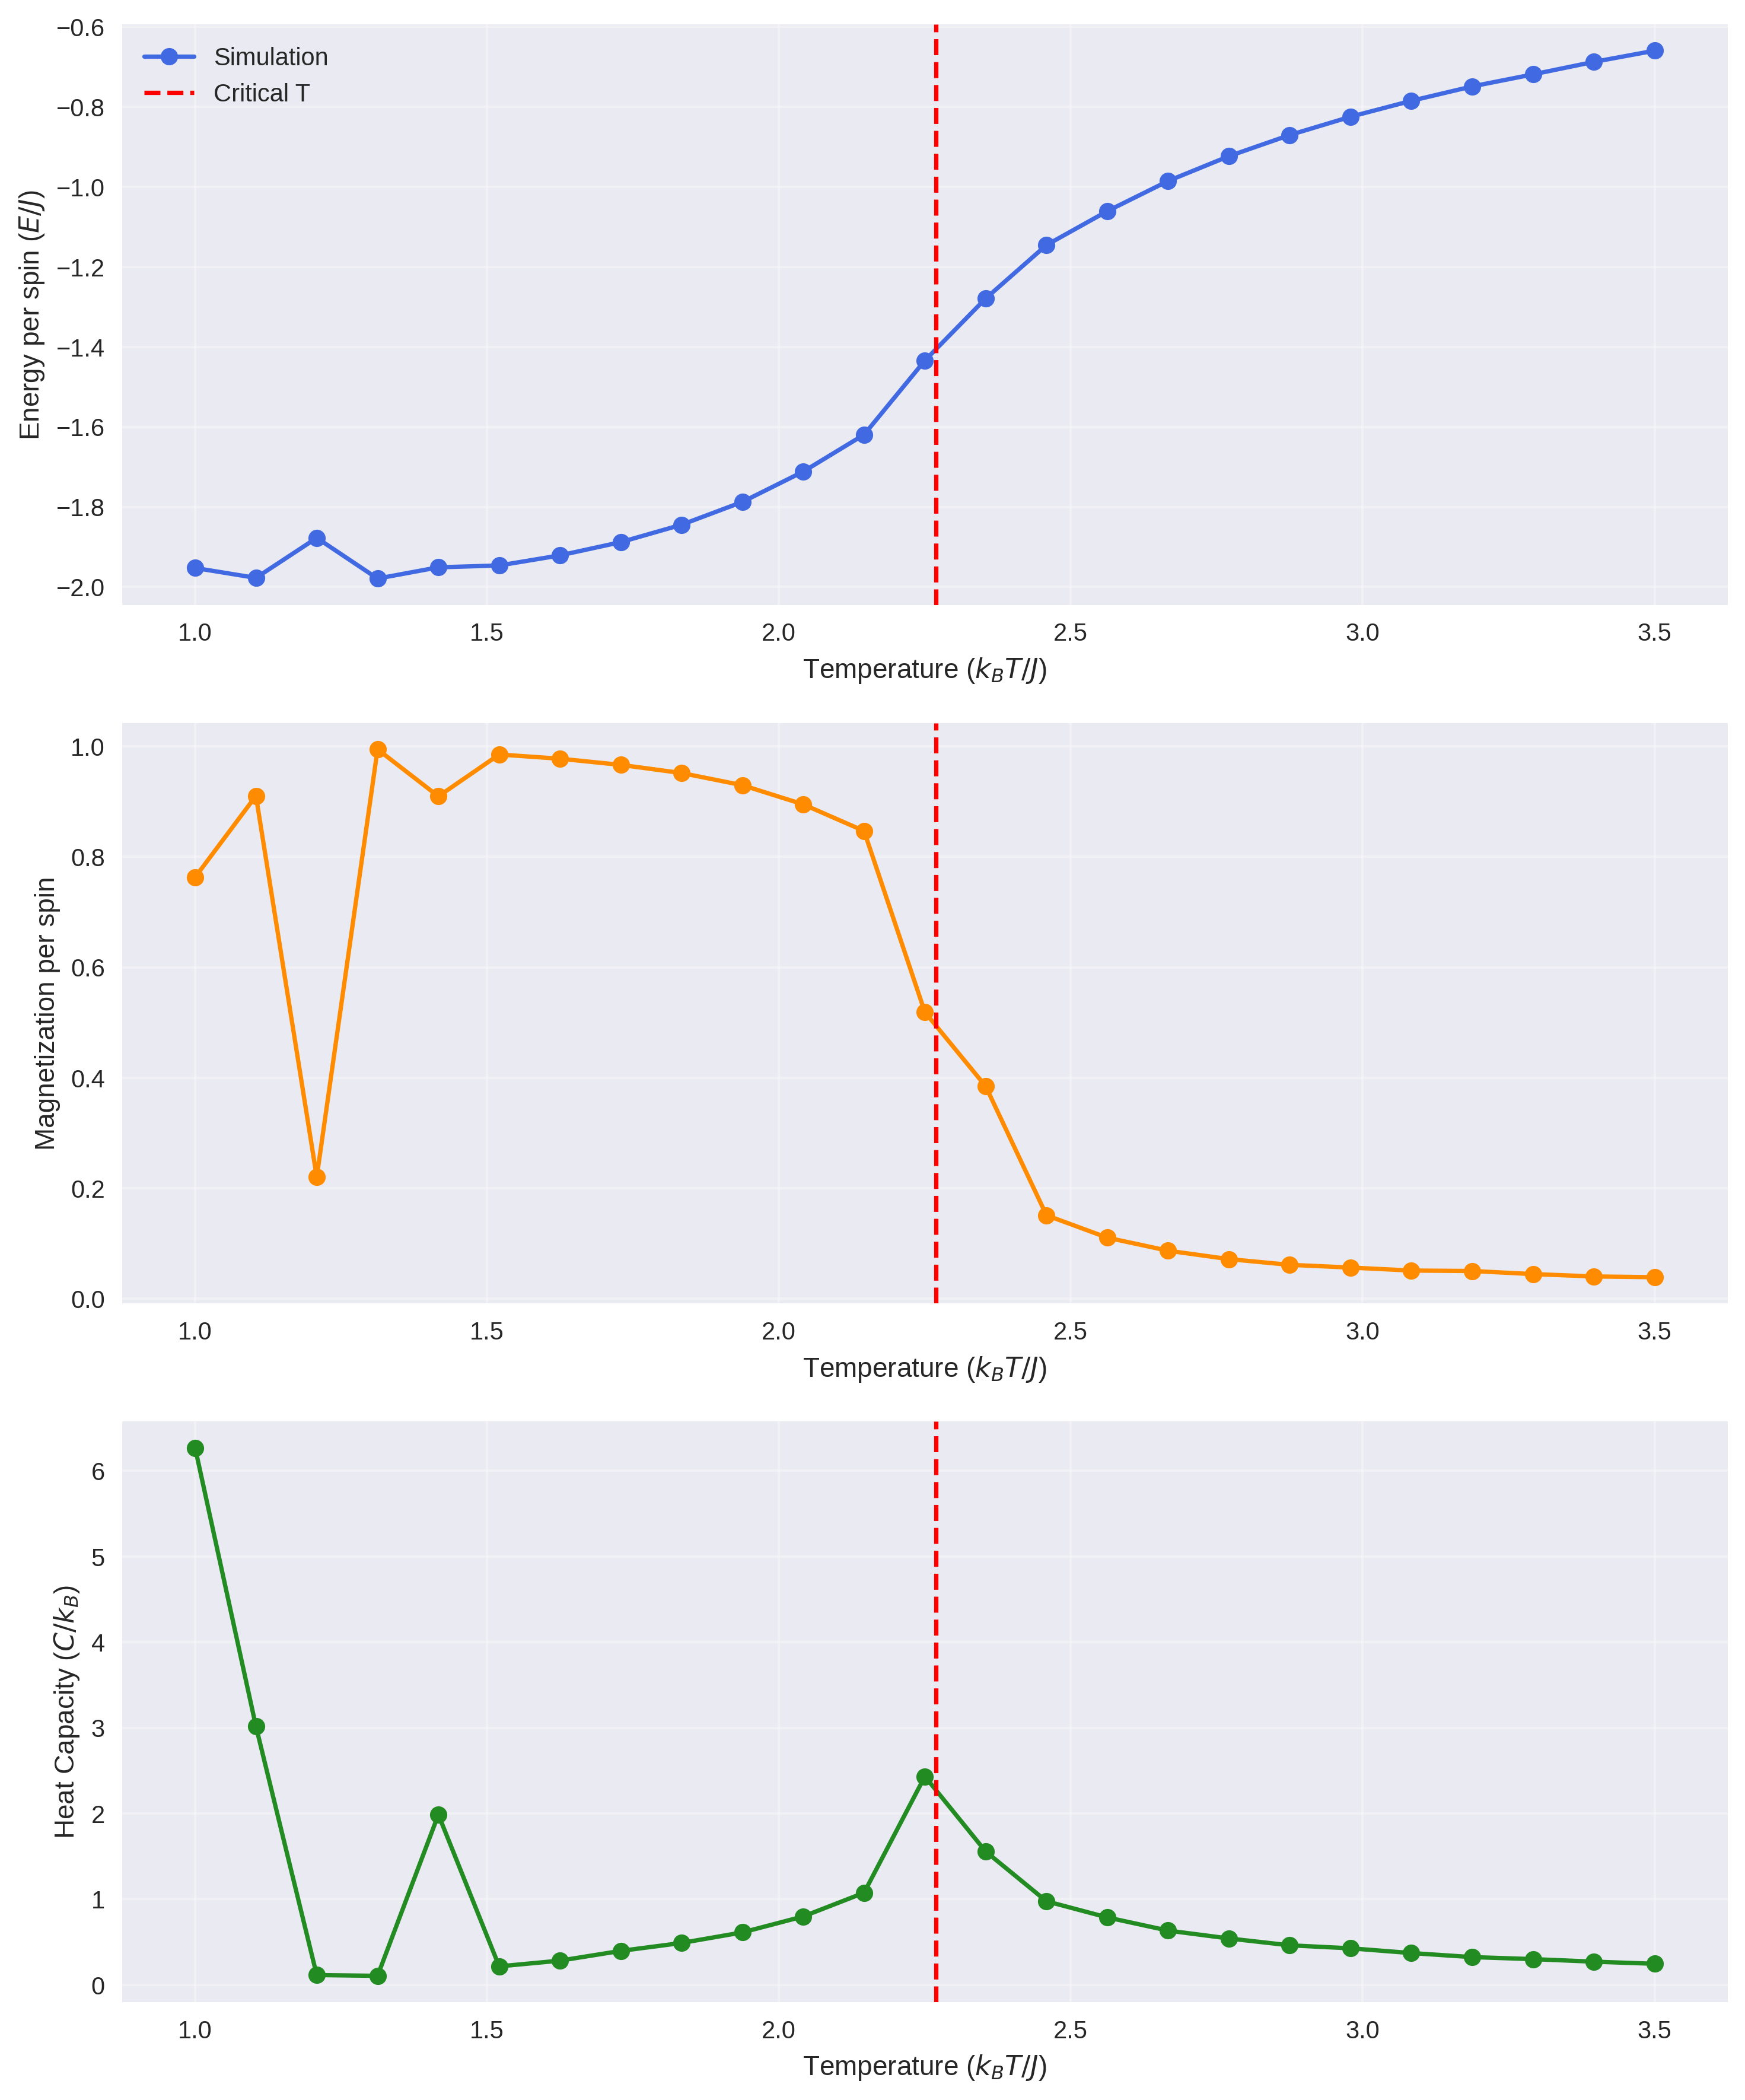 Simulation
Critical T
Energy per spin (E/J)
−0.6
−0.8
−1.0
−1.2
−1.4
−1.6
−1.8
−2.0
1.0 1.5 2.0 2.5 3.0 3.5
Temperature (k_BT/J)
Magnetization per spin
1.0
0.8
0.6
0.4
0.2
0.0
1.0 1.5 2.0 2.5 3.0 3.5
Temperature (k_BT/J)
Heat Capacity (C/k_B)
6
5
4
3
2
1
0
1.0 1.5 2.0 2.5 3.0 3.5
Temperature (k_BT/J)